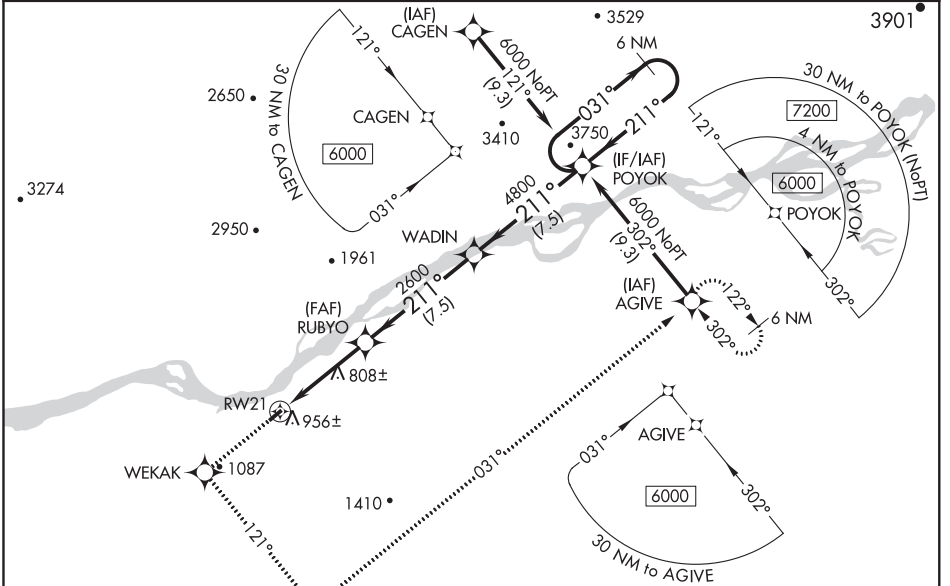 (IAF)
CAGEN
3529
3901
6 NM
6000 NoPT
121°
(9.3)
121°
30 NM to CAGEN
2650
CAGEN
6000
031°
3410
031°
211°
3750
30 NM to POYOK (NoPT)
7200
121°
4 NM to POYOK
6000
POYOK
302°
(IF/IAF)
POYOK
3274
4800
211°
(7.5)
6000 NoPT
302°
(9.3)
2950
WADIN
1961
2600
211°
(7.5)
(IAF)
AGIVE
122°
302°
6 NM
(FAF)
RUBYO
808±
RW21
956±
WEKAK
1087
031°
AGIVE
031°
1410
6000
302°
121°
30 NM to AGIVE